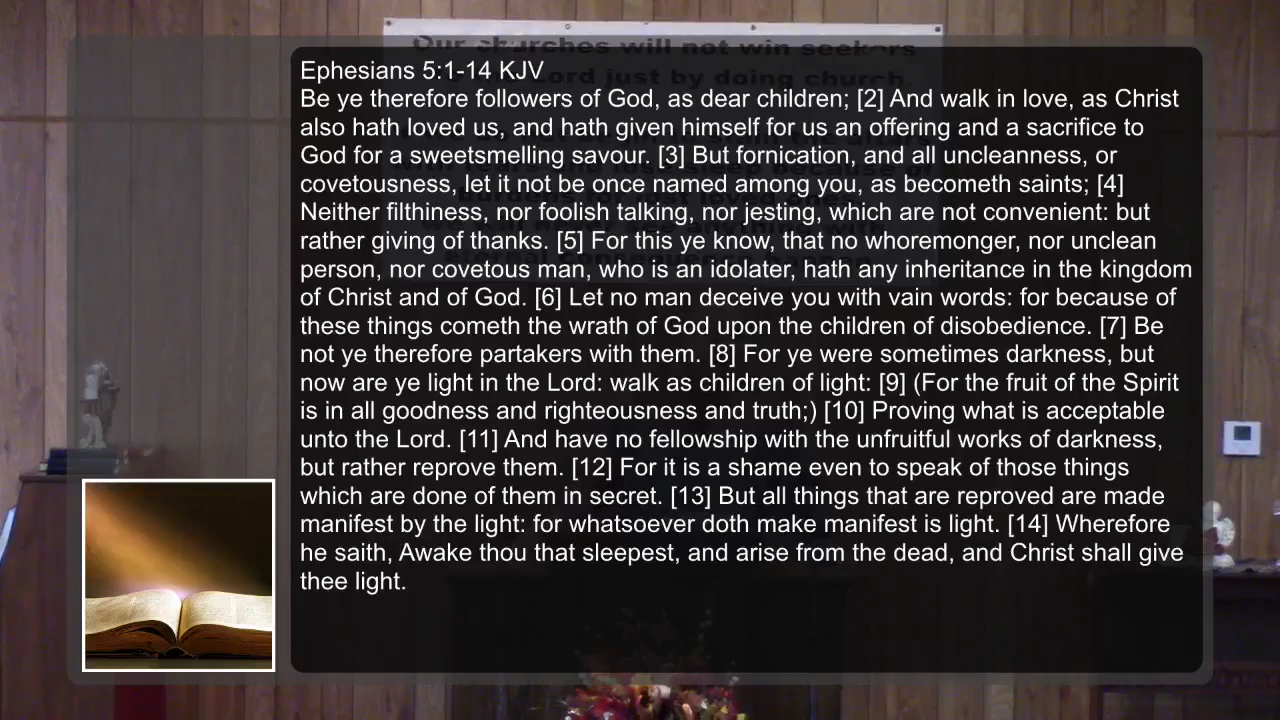 Our churches will not win seekers
Lord just by doing church.
Ephesians 5:1-14 KJV
Be ye therefore followers of God, as dear children; [2] And walk in love, as Christ
also hath loved us, and hath given himself for us an offering and a sacrifice to
God for a sweetsmelling savour. [3] But fornication, and all uncleanness, or
covetousness, let it not be once named among you, as becometh saints; [4]
Neither filthiness, nor foolish talking, nor jesting, which are not convenient: but
rather giving of thanks. [5] For this ye know, that no whoremonger, nor unclean
person, nor covetous man, who is an idolater, hath any inheritance in the kingdom
of Christ and of God. [6] Let no man deceive you with vain words: for because of
these things cometh the wrath of God upon the children of disobedience. [7] Be
not ye therefore partakers with them. [8] For ye were sometimes darkness, but
now are ye light in the Lord: walk as children of light: [9] (For the fruit of the Spirit
is in all goodness and righteousness and truth;) [10] Proving what is acceptable
unto the Lord. [11] And have no fellowship with the unfruitful works of darkness,
but rather reprove them. [12] For it is a shame even to speak of those things
which are done of them in secret. [13] But all things that are reproved are made
manifest by the light: for whatsoever doth make manifest is light. [14] Wherefore
he saith, Awake thou that sleepest, and arise from the dead, and Christ shall give
thee light.